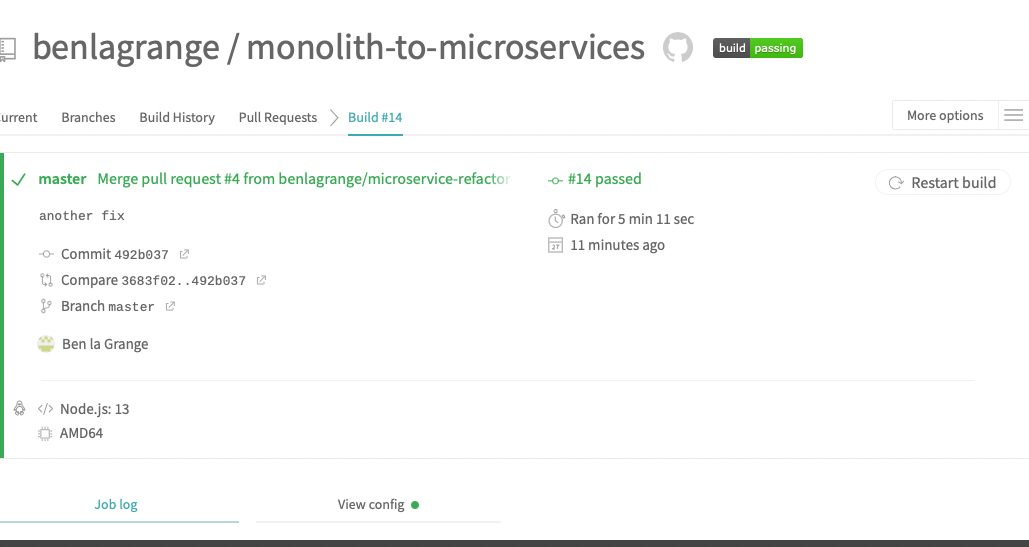 benlagrange / monolith-to-microservices build passing
urrent Branches Build History Pull Requests Build #14 More options
master Merge pull request #4 from benlagrange/microservice-refactor #14 passed Restart build
another fix Ran for 5 min 11 sec
Commit 492b037 11 minutes ago
Compare 3683f02..492b037
Branch master
Ben la Grange
Node.js: 13
AMD64
Job log View config